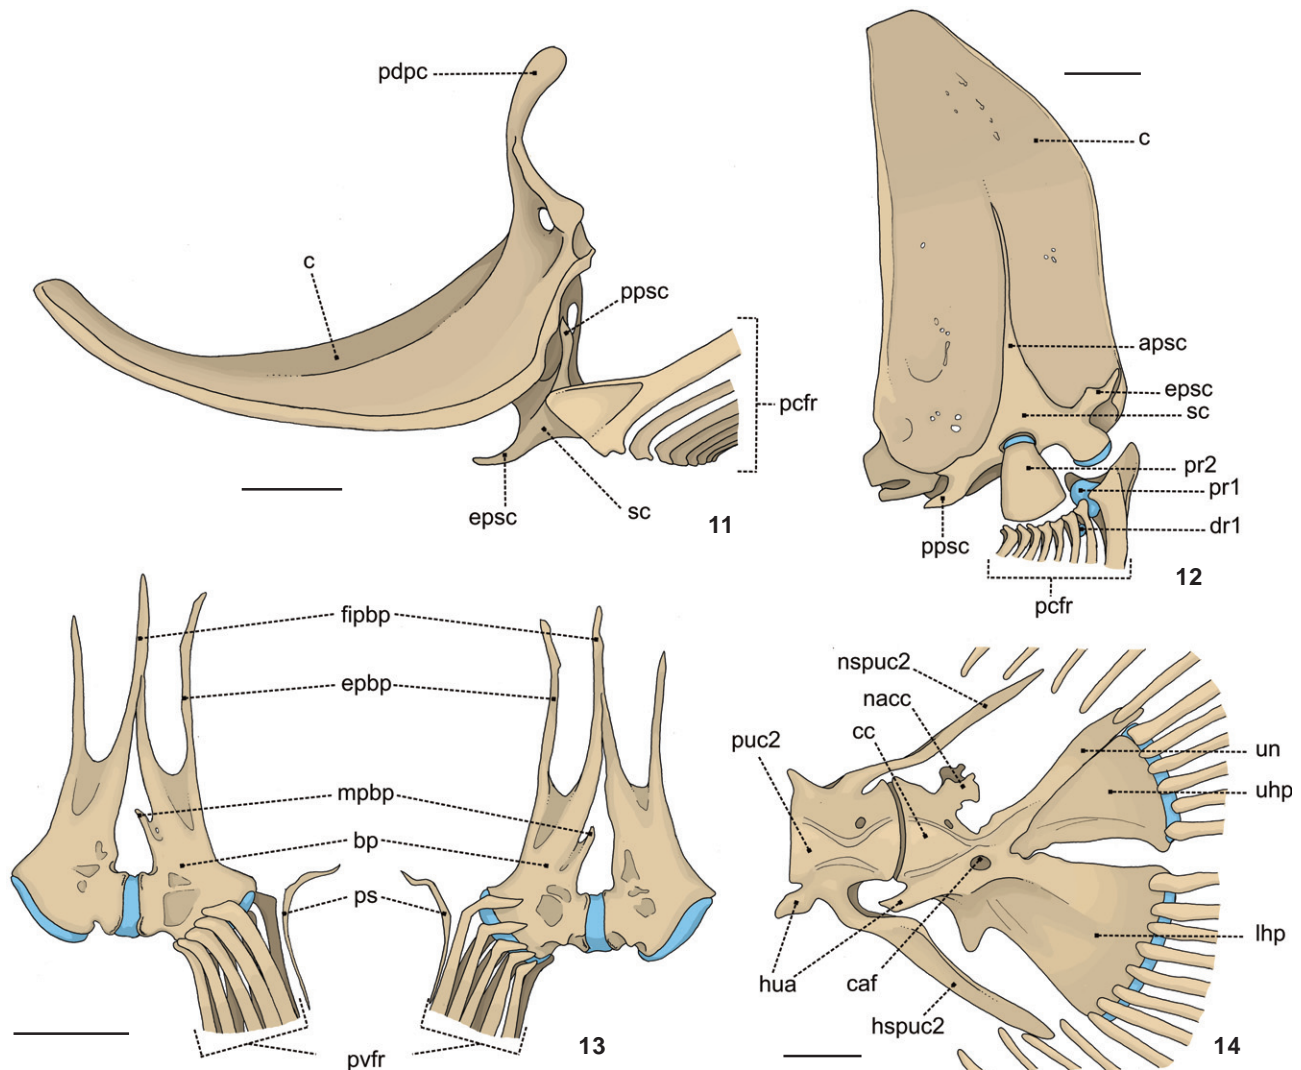 pdpc
c
ppsc
pcfr
epsc
sc
11
c
apsc
epsc
sc
pr2
pr1
dr1
ppsc
pcfr
12
fipbp
epbp
mpbp
bp
ps
pvfr
13
nspuc2
nacc
cc
puc2
un
uhp
lhp
hua
caf
hspuc2
14